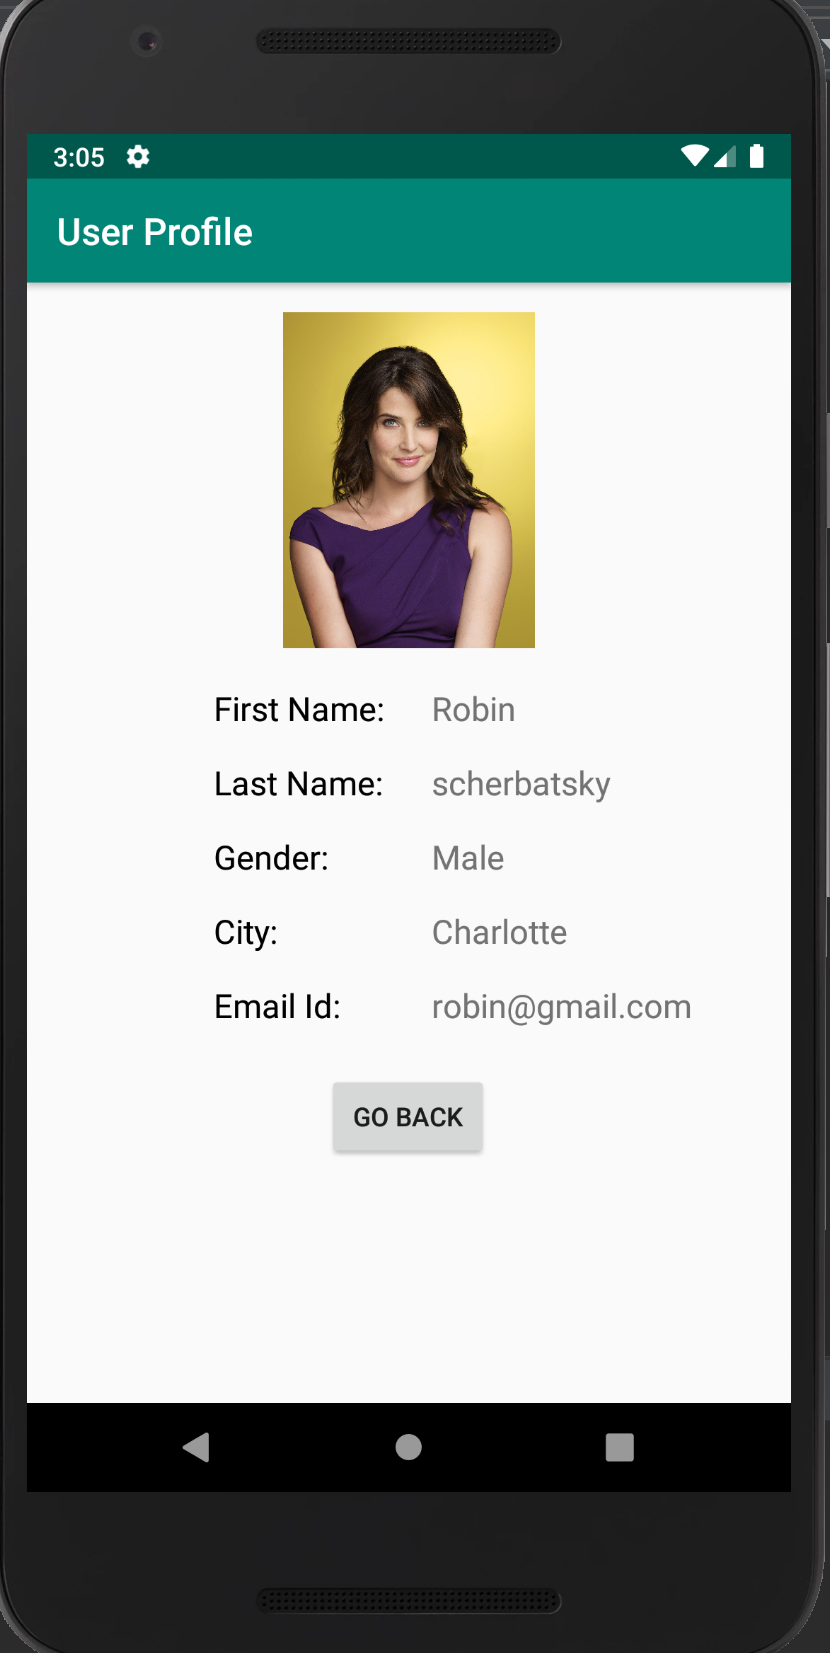 3:05
User Profile
First Name: Robin
Last Name: scherbatsky
Gender: Male
City: Charlotte
Email Id: robin@gmail.com
GO BACK